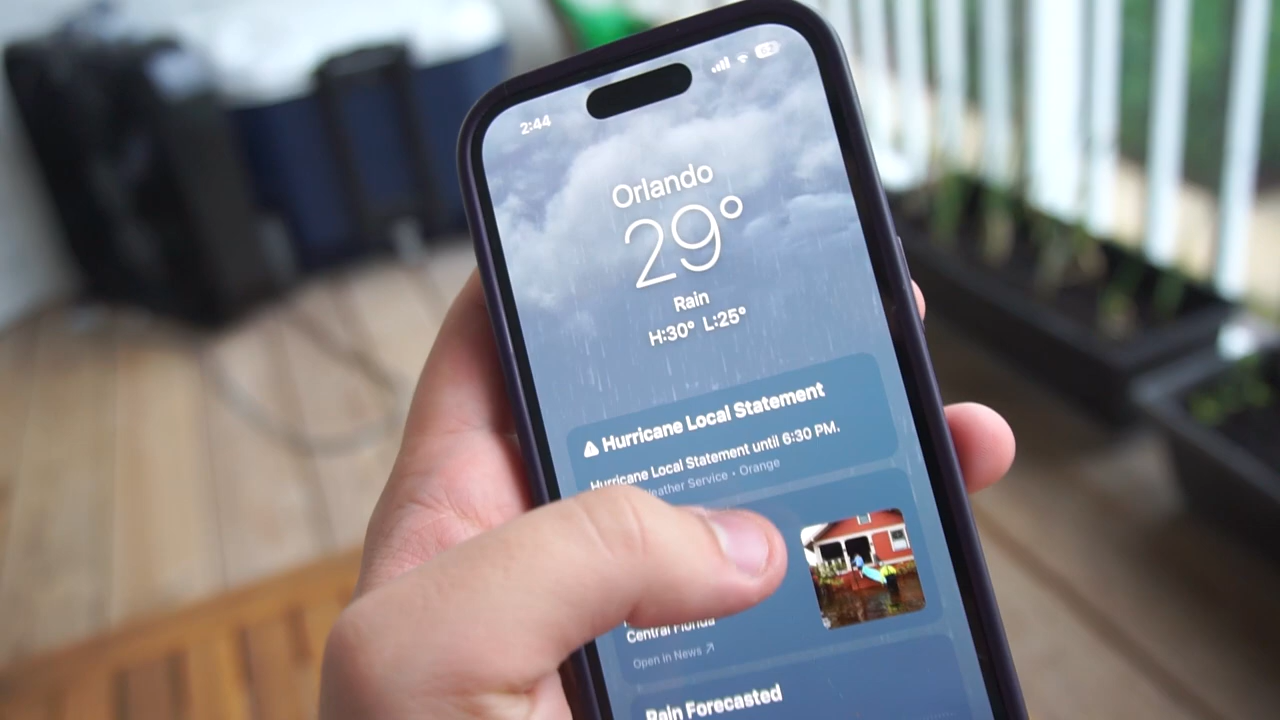 2:44
62
Orlando
29°
Rain
H:30° L:25°
Hurricane Local Statement
Hurricane Local Statement until 6:30 PM.
Weather Service • Orange
Central Florida
Open in News ↗
Rain Forecasted